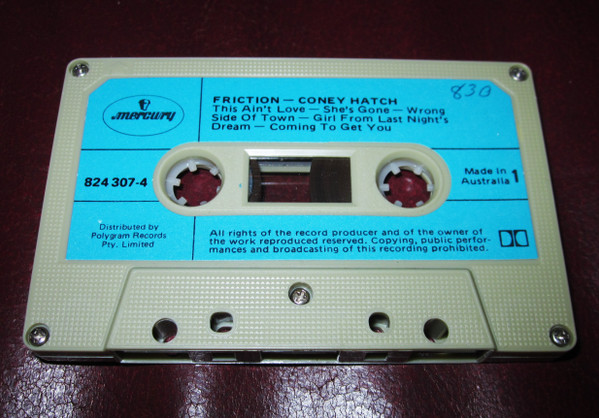 830
mercury
FRICTION — CONEY HATCH
This Ain't Love — She's Gone — Wrong
Side Of Town — Girl From Last Night's
Dream — Coming To Get You
824 307-4
Made in
Australia 1
Distributed by
Polygram Records
Pty. Limited
All rights of the record producer and of the owner of
the work reproduced reserved. Copying, public perfor-
mances and broadcasting of this recording prohibited.